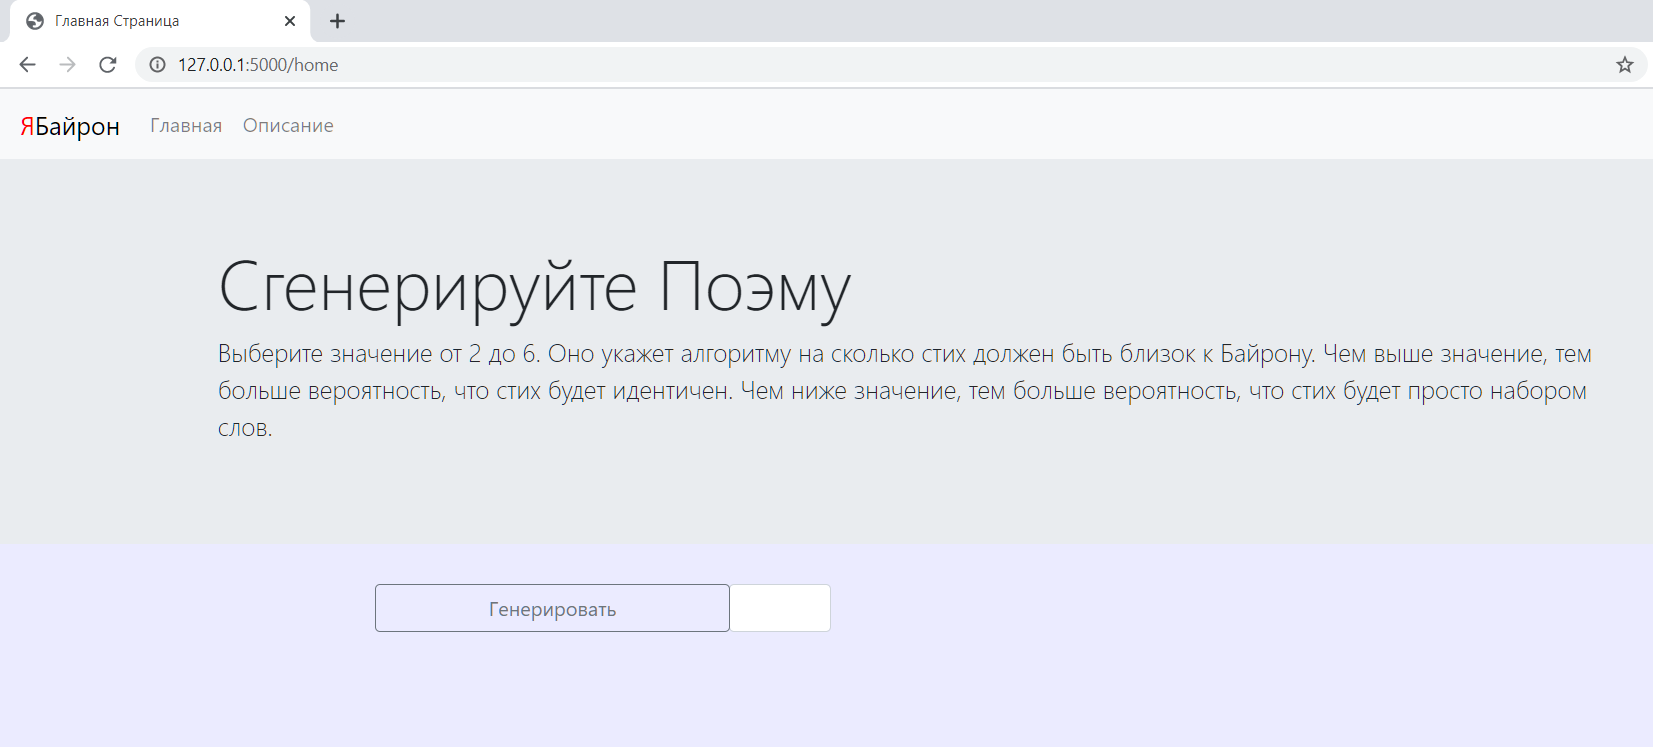 Главная Страница
127.0.0.1:5000/home
ЯБайрон Главная Описание
Сгенерируйте Поэму
Выберите значение от 2 до 6. Оно укажет алгоритму на сколько стих должен быть близок к Байрону. Чем выше значение, тем
больше вероятность, что стих будет идентичен. Чем ниже значение, тем больше вероятность, что стих будет просто набором
слов.
Генерировать